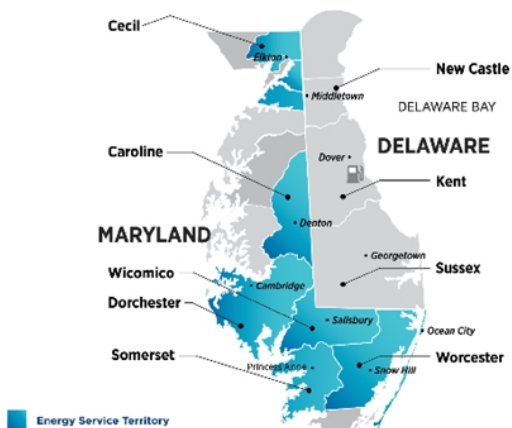 Cecil
Elkton
New Castle
Middletown
DELAWARE BAY
Caroline
Dover
DELAWARE
Kent
Denton
MARYLAND
Georgetown
Wicomico
Sussex
Cambridge
Dorchester
Salisbury
Ocean City
Somerset
Worcester
Princess Anne
Snow Hill
Energy Service Territory